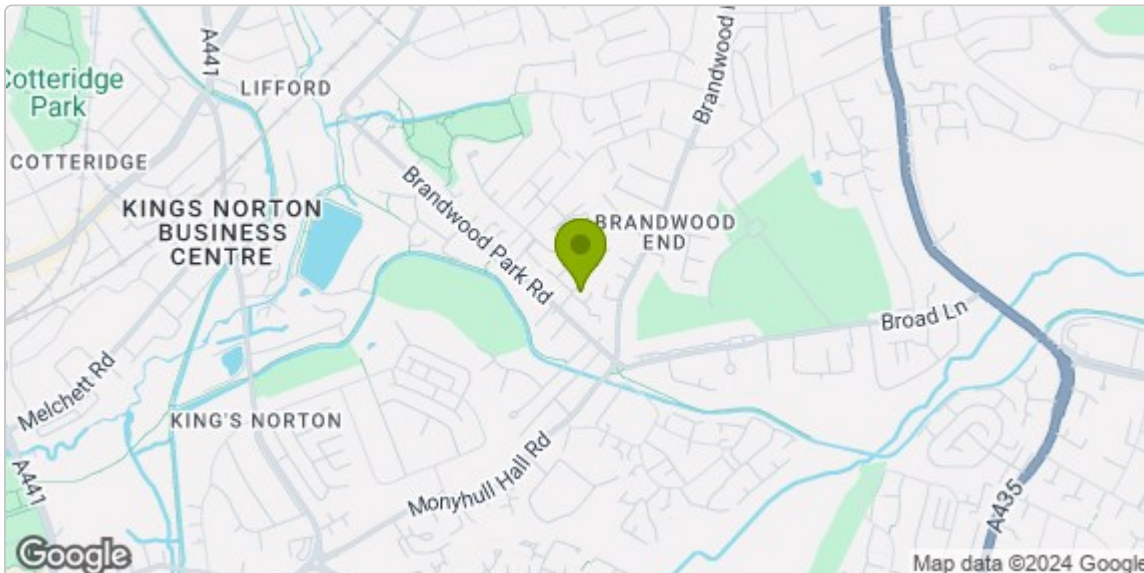 A441
LIFFORD
Cotteridge
Park
COTTERIDGE
KINGS NORTON
BUSINESS
CENTRE
Brandwood Park Rd
BRANDWOOD
END
Brandwood
Broad Ln
Melchett Rd
KING'S NORTON
Monyhull Hall Rd
A441
A435
Google
Map data ©2024 Google